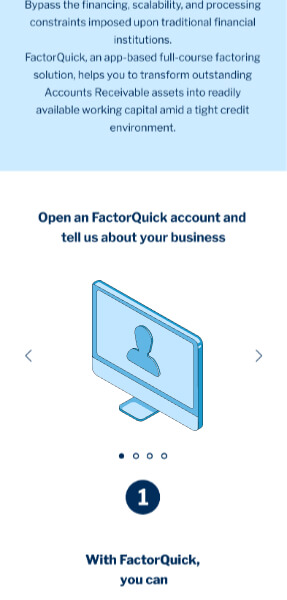 Bypass the financing, scalability, and processing
constraints imposed upon traditional financial
institutions.
FactorQuick, an app-based full-course factoring
solution, helps you to transform outstanding
Accounts Receivable assets into readily
available working capital amid a tight credit
environment.
Open an FactorQuick account and
tell us about your business
1
With FactorQuick,
you can